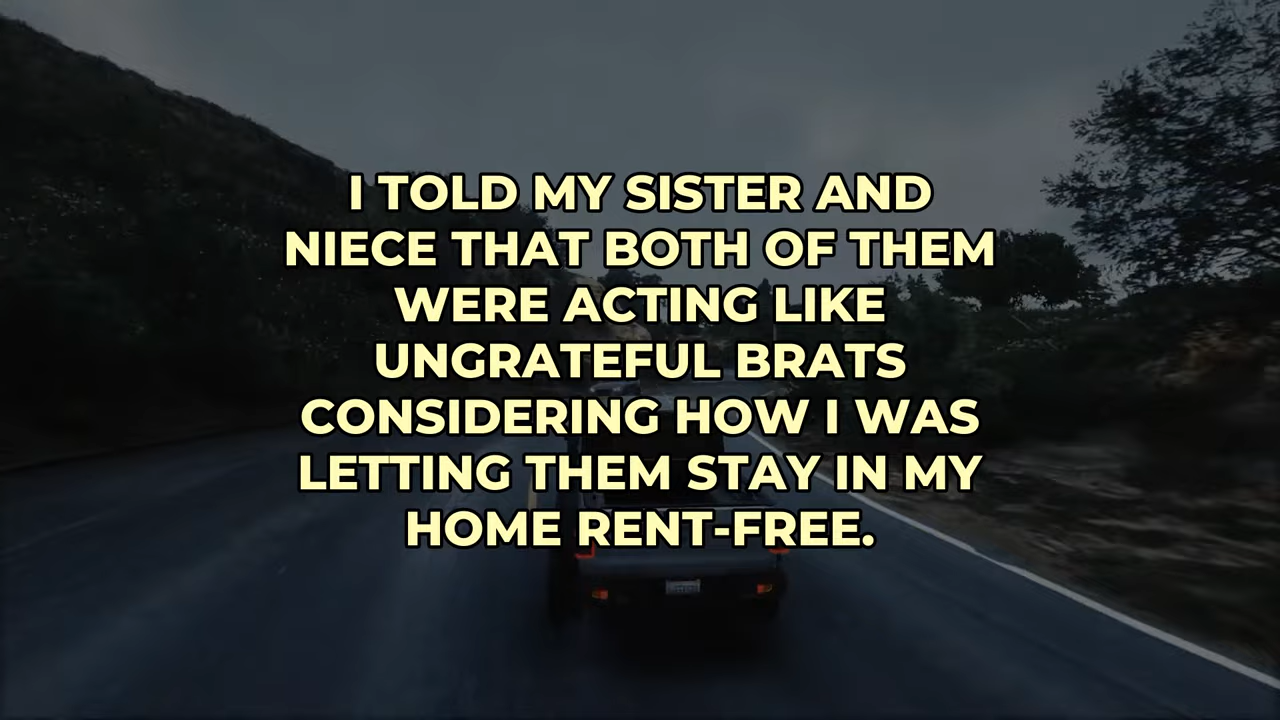 I TOLD MY SISTER AND
NIECE THAT BOTH OF THEM
WERE ACTING LIKE
UNGRATEFUL BRATS
CONSIDERING HOW I WAS
LETTING THEM STAY IN MY
HOME RENT-FREE.